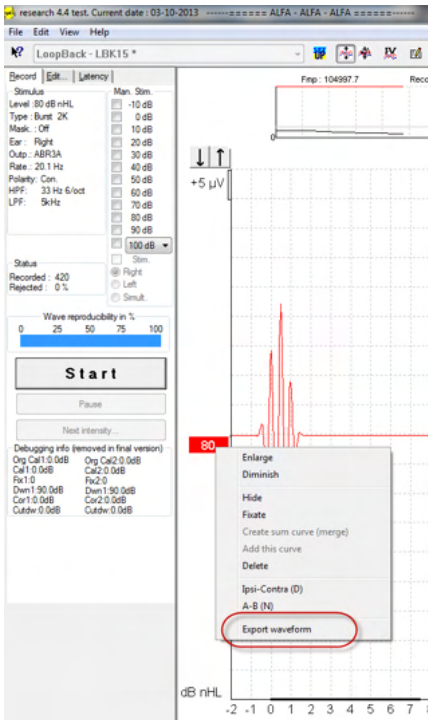 research 4.4 test. Current date : 03-10-2013 ------====== ALFA - ALFA - ALFA ======------
File Edit View Help
LoopBack - LBK15 *
Record Edit... Latency
Stimulus
Level :80 dB nHL
Type : Burst 2K
Mask. : Off
Ear : Right
Outp.: ABR3A
Rate.: 20.1 Hz
Polarity: Con.
HPF: 33 Hz 6/oct
LPF: 5kHz
Man. Stim.
-10 dB
0 dB
10 dB
20 dB
30 dB
40 dB
50 dB
60 dB
70 dB
80 dB
90 dB
100 dB
Stim.
Right
Left
Simult.
Status
Recorded : 420
Rejected : 0 %
Wave reproducibility in %
0 25 50 75 100
Start
Pause
Next intensity...
Debugging info (removed in final version)
Org Cal1:0.0dB Org Cal2:0.0dB
Cal1:0.0dB Cal2:0.0dB
Fix1:0 Fix2:0
Dwn1:90.0dB Dwn1:90.0dB
Cor1:0.0dB Cor2:0.0dB
Cutdw:0.0dB Cutdw:0.0dB
UP
IV
Fmp : 104997.7 Reco
0
+5 µV
80
Enlarge
Diminish
Hide
Fixate
Create sum curve (merge)
Add this curve
Delete
Ipsi-Contra (D)
A-B (N)
Export waveform
dB nHL
-2 -1 0 1 2 3 4 5 6 7